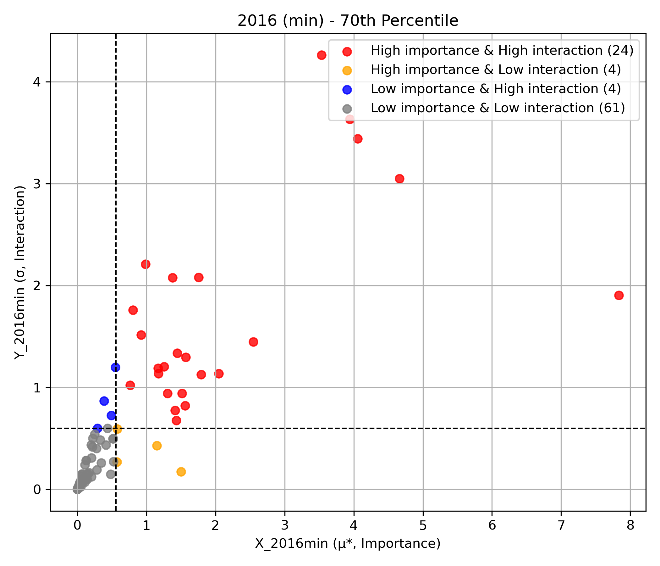 2016 (min) - 70th Percentile
High importance & High interaction (24)
High importance & Low interaction (4)
Low importance & High interaction (4)
Low importance & Low interaction (61)
Y_2016min (σ, Interaction)
4
3
2
1
0
0 1 2 3 4 5 6 7 8
X_2016min (μ*, Importance)